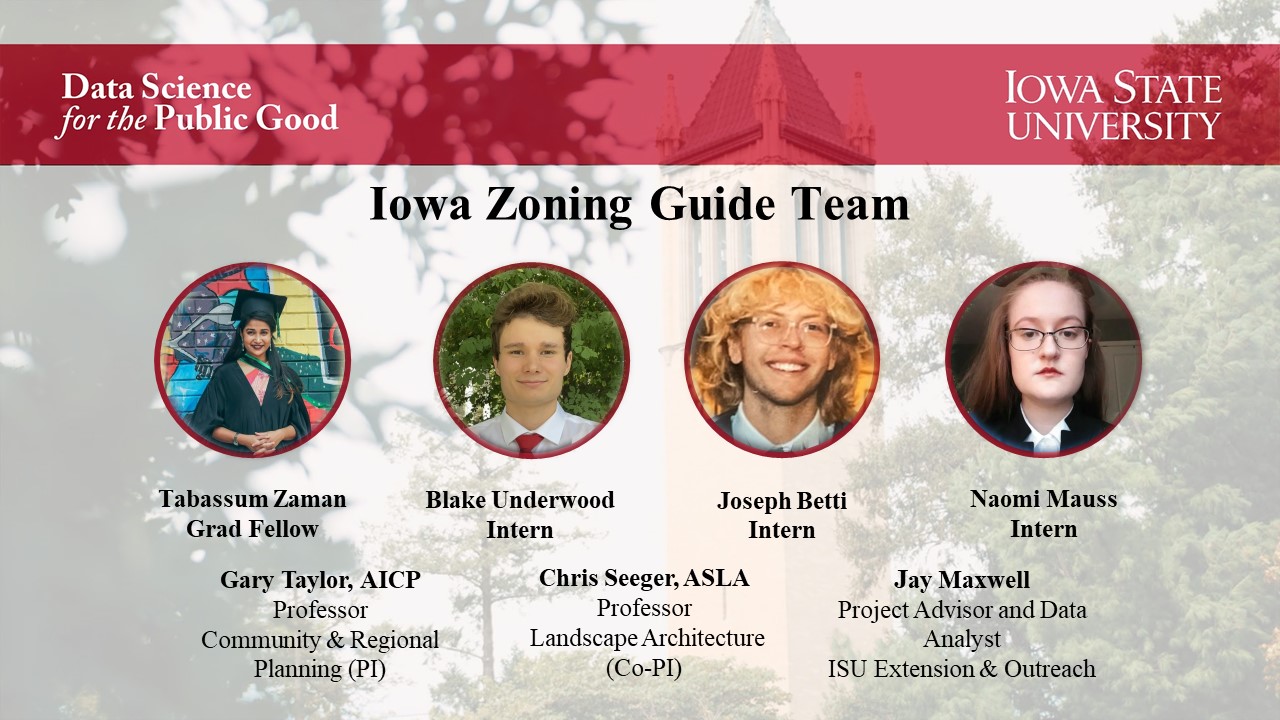 Data Science
for the Public Good
IOWA STATE
UNIVERSITY
Iowa Zoning Guide Team
Tabassum Zaman
Grad Fellow
Blake Underwood
Intern
Joseph Betti
Intern
Naomi Mauss
Intern
Gary Taylor, AICP
Professor
Community & Regional
Planning (PI)
Chris Seeger, ASLA
Professor
Landscape Architecture
(Co-PI)
Jay Maxwell
Project Advisor and Data
Analyst
ISU Extension & Outreach